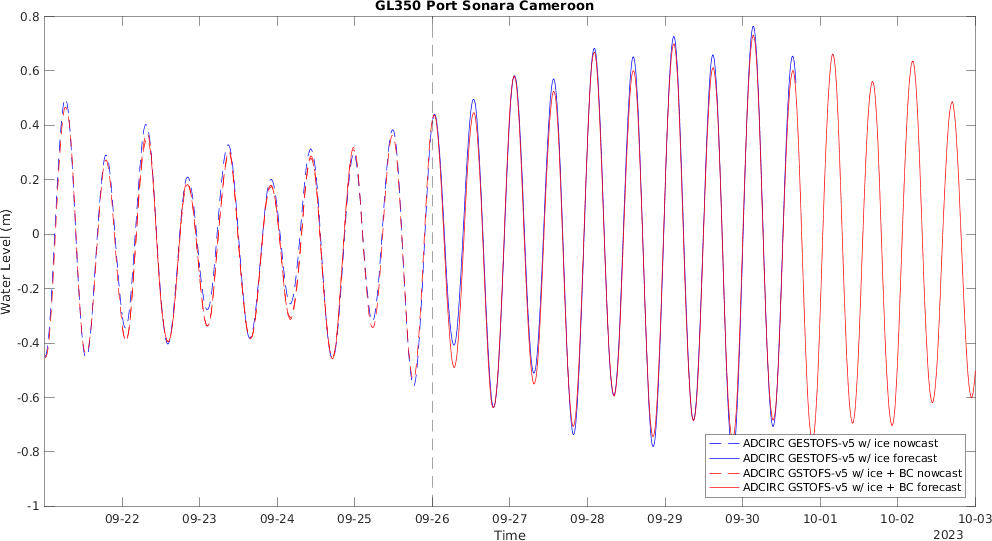 GL350 Port Sonara Cameroon
0.8
0.6
0.4
0.2
0
-0.2
-0.4
-0.6
-0.8
-1
Water Level (m)
ADCIRC GESTOFS-v5 w/ ice nowcast
ADCIRC GESTOFS-v5 w/ ice forecast
ADCIRC GSTOFS-v5 w/ ice + BC nowcast
ADCIRC GSTOFS-v5 w/ ice + BC forecast
09-22 09-23 09-24 09-25 09-26 09-27 09-28 09-29 09-30 10-01 10-02 10-03
Time
2023